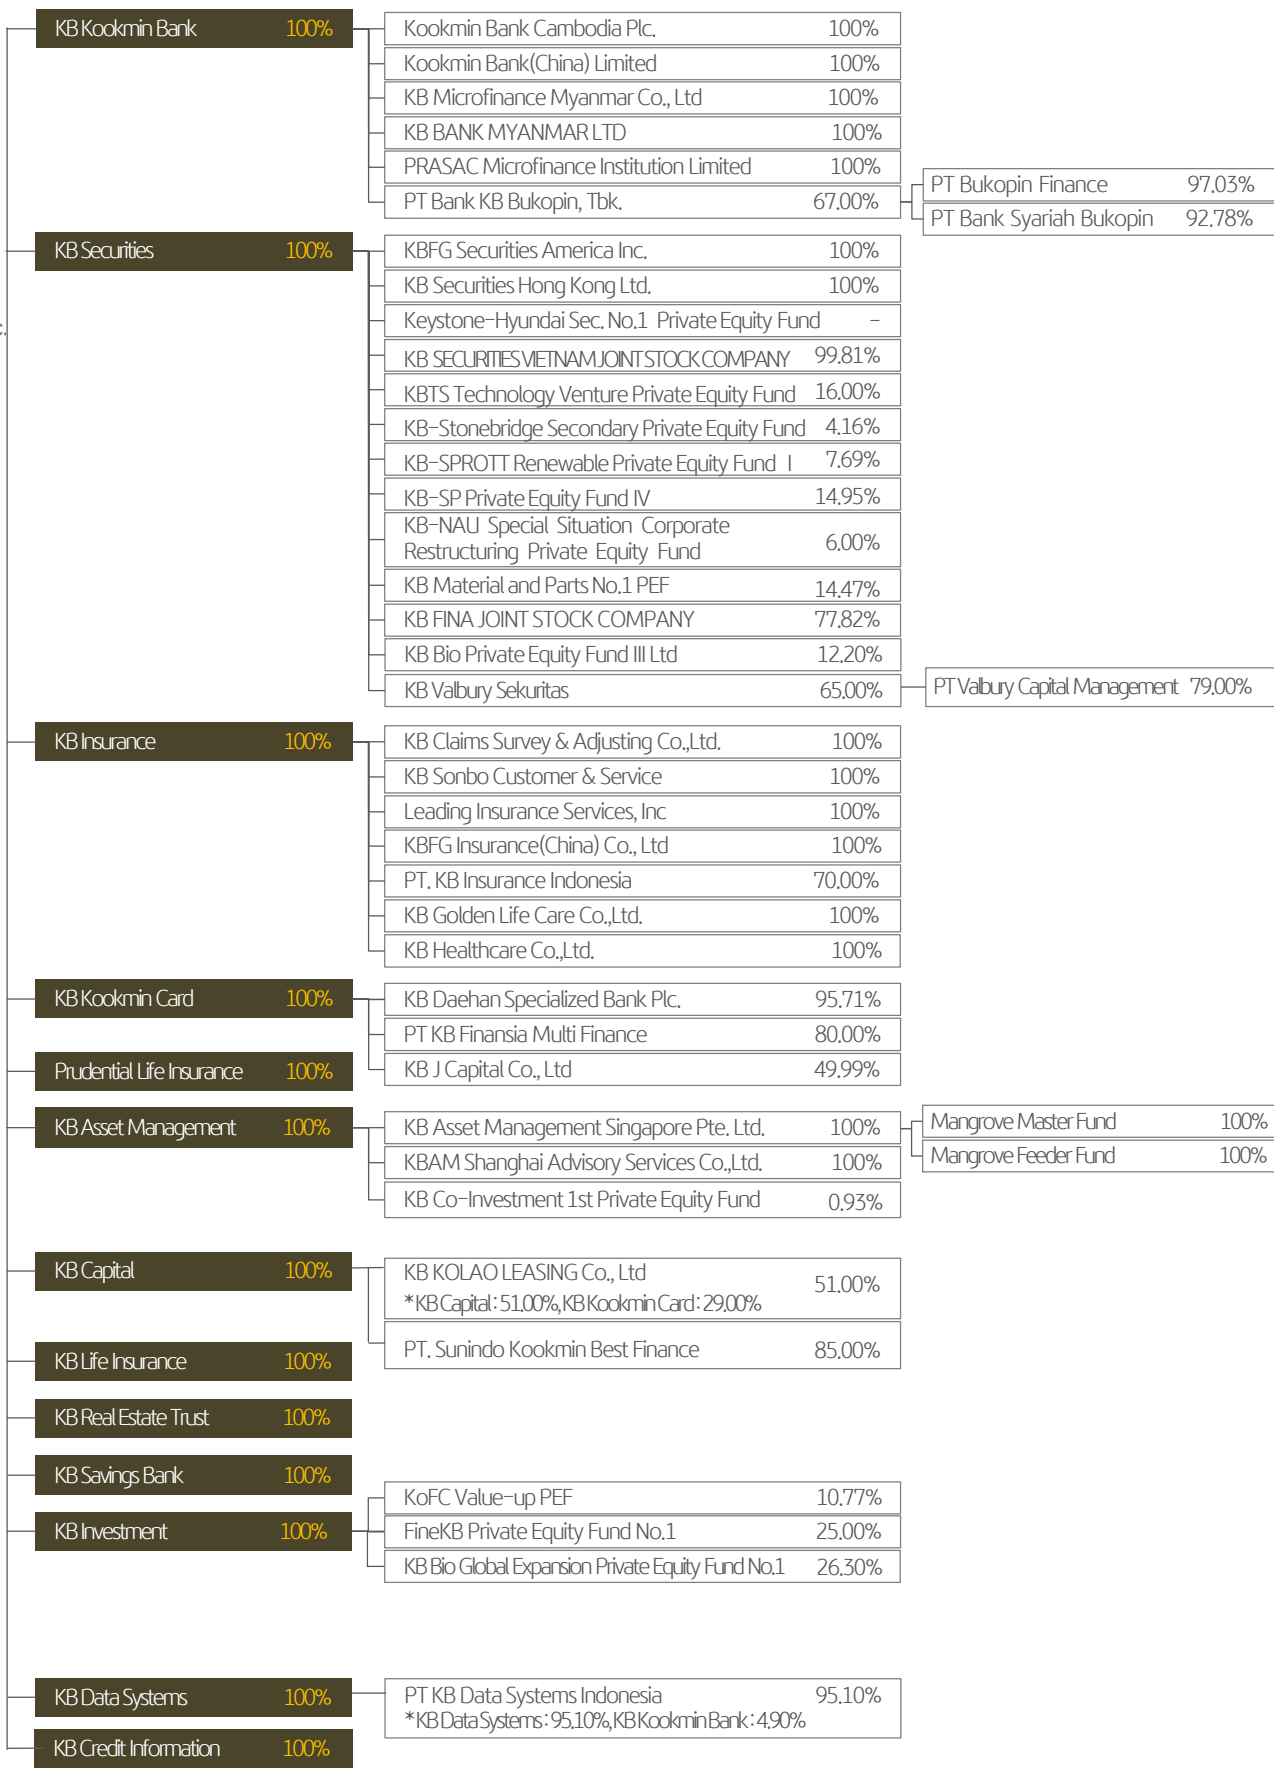 KB Kookmin Bank 100%
Kookmin Bank Cambodia Plc. 100%
Kookmin Bank(China) Limited 100%
KB Microfinance Myanmar Co., Ltd 100%
KB BANK MYANMAR LTD 100%
PRASAC Microfinance Institution Limited 100%
PT Bank KB Bukopin, Tbk. 67.00%
PT Bukopin Finance 97.03%
PT Bank Syariah Bukopin 92.78%
KB Securities 100%
KBFG Securities America Inc. 100%
KB Securities Hong Kong Ltd. 100%
Keystone-Hyundai Sec. No.1 Private Equity Fund -
KB SECURITIES VIETNAM JOINT STOCK COMPANY 99.81%
KBTS Technology Venture Private Equity Fund 16.00%
KB-Stonebridge Secondary Private Equity Fund 4.16%
KB-SPROTT Renewable Private Equity Fund I 7.69%
KB-SP Private Equity Fund IV 14.95%
KB-NAU Special Situation Corporate
Restructuring Private Equity Fund 6.00%
KB Material and Parts No.1 PEF 14.47%
KB FINA JOINT STOCK COMPANY 77.82%
KB Bio Private Equity Fund III Ltd 12.20%
KB Valbury Sekuritas 65.00%
PT Valbury Capital Management 79.00%
KB Insurance 100%
KB Claims Survey & Adjusting Co.,Ltd. 100%
KB Sonbo Customer & Service 100%
Leading Insurance Services, Inc 100%
KBFG Insurance(China) Co., Ltd 100%
PT. KB Insurance Indonesia 70.00%
KB Golden Life Care Co.,Ltd. 100%
KB Healthcare Co.,Ltd. 100%
KB Kookmin Card 100%
KB Daehan Specialized Bank Plc. 95.71%
PT KB Finansia Multi Finance 80.00%
KB J Capital Co., Ltd 49.99%
Prudential Life Insurance 100%
KB Asset Management 100%
KB Asset Management Singapore Pte. Ltd. 100%
KBAM Shanghai Advisory Services Co.,Ltd. 100%
KB Co-Investment 1st Private Equity Fund 0.93%
Mangrove Master Fund 100%
Mangrove Feeder Fund 100%
KB Capital 100%
KB KOLAO LEASING Co., Ltd 51.00%
*KB Capital : 51.00%, KB Kookmin Card : 29.00%
PT. Sunindo Kookmin Best Finance 85.00%
KB Life Insurance 100%
KB Real Estate Trust 100%
KB Savings Bank 100%
KB Investment 100%
KoFC Value-up PEF 10.77%
FineKB Private Equity Fund No.1 25.00%
KB Bio Global Expansion Private Equity Fund No.1 26.30%
KB Data Systems 100%
PT KB Data Systems Indonesia 95.10%
*KB Data Systems : 95.10%, KB Kookmin Bank : 4.90%
KB Credit Information 100%